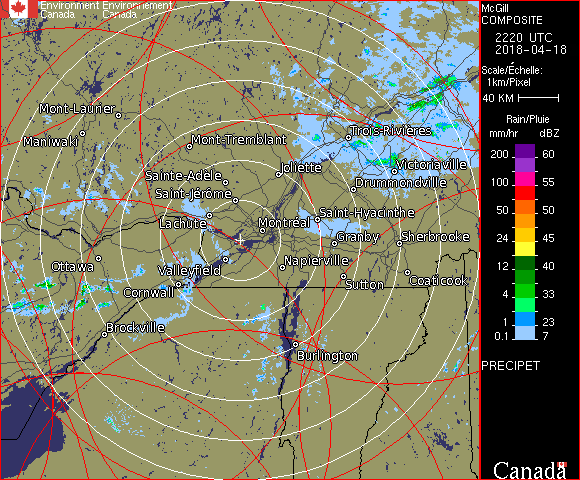 Environment Environnement
Canada Canada
McGill
COMPOSITE
2220 UTC
2018-04-18
Scale/Échelle:
1km/Pixel
40 KM
Rain/Pluie
mm/hr dBZ
200 60
150 57
100 55
50 50
24 45
12 40
4 33
1 23
0.1 7
PRECIPET
Canada
Mont-Laurier
Maniwaki
Mont-Tremblant
Trois-Rivières
Joliette
Victoriaville
Sainte-Adèle
Drummondville
Saint-Jérôme
Saint-Hyacinthe
Lachute
Montréal
Granby
Sherbrooke
Ottawa
Valleyfield
Napierville
Cornwall
Sutton
Coaticook
Brockville
Burlington